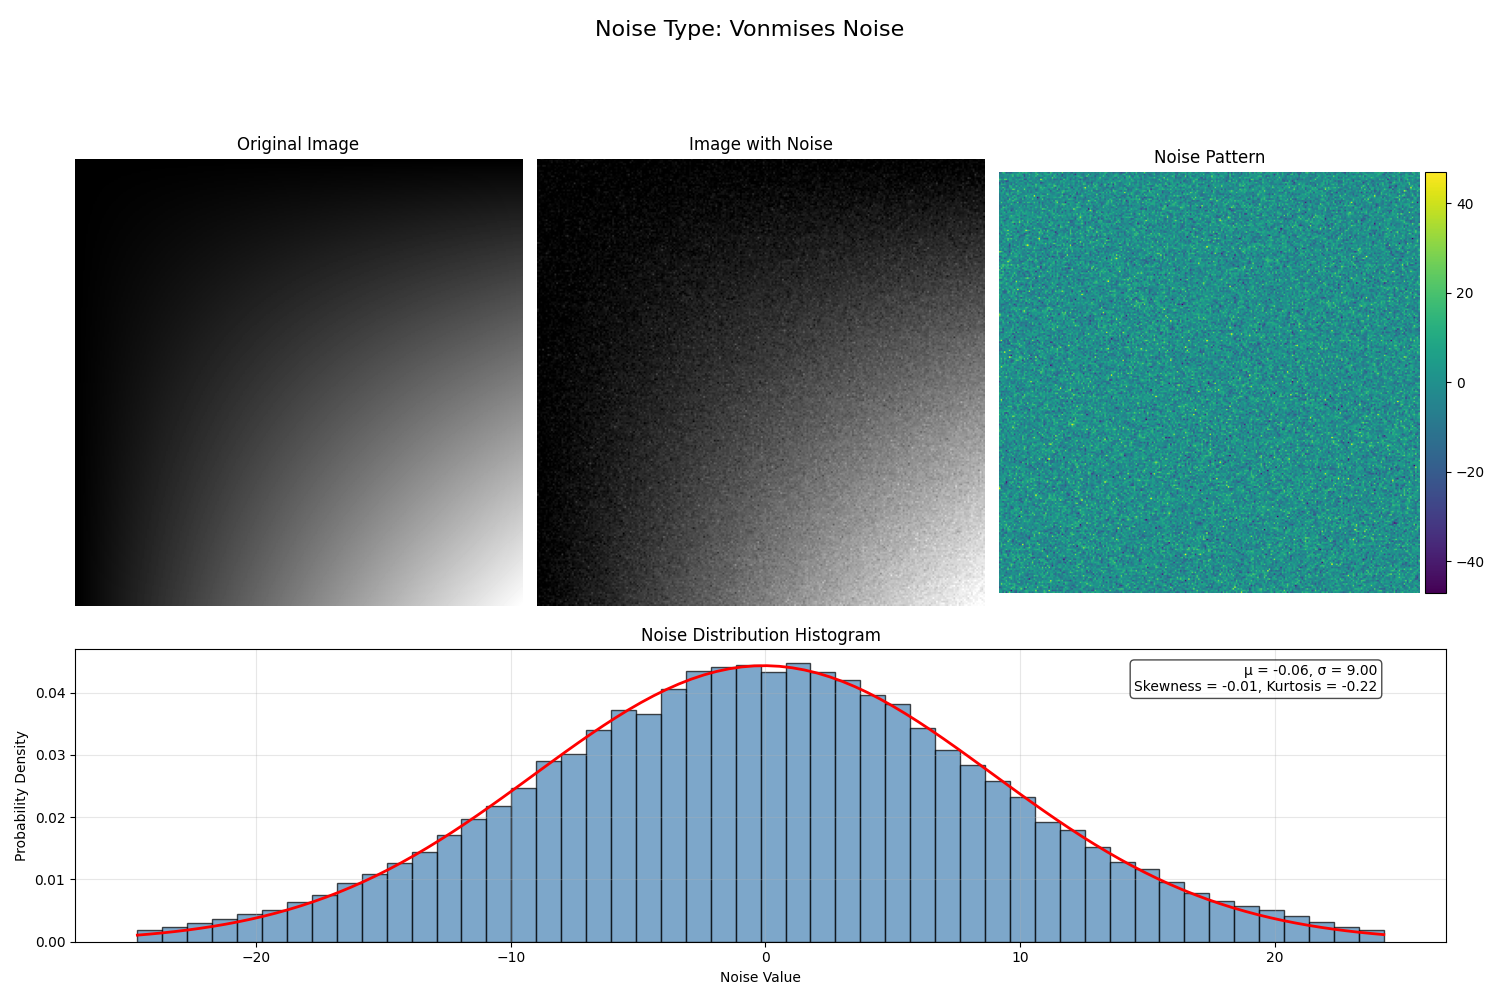 Noise Type: Vonmises Noise
Original Image
Image with Noise
Noise Pattern
40
20
0
−20
−40
Noise Distribution Histogram
μ = -0.06, σ = 9.00
Skewness = -0.01, Kurtosis = -0.22
Probability Density
0.04
0.03
0.02
0.01
0.00
−20
−10
0
10
20
Noise Value